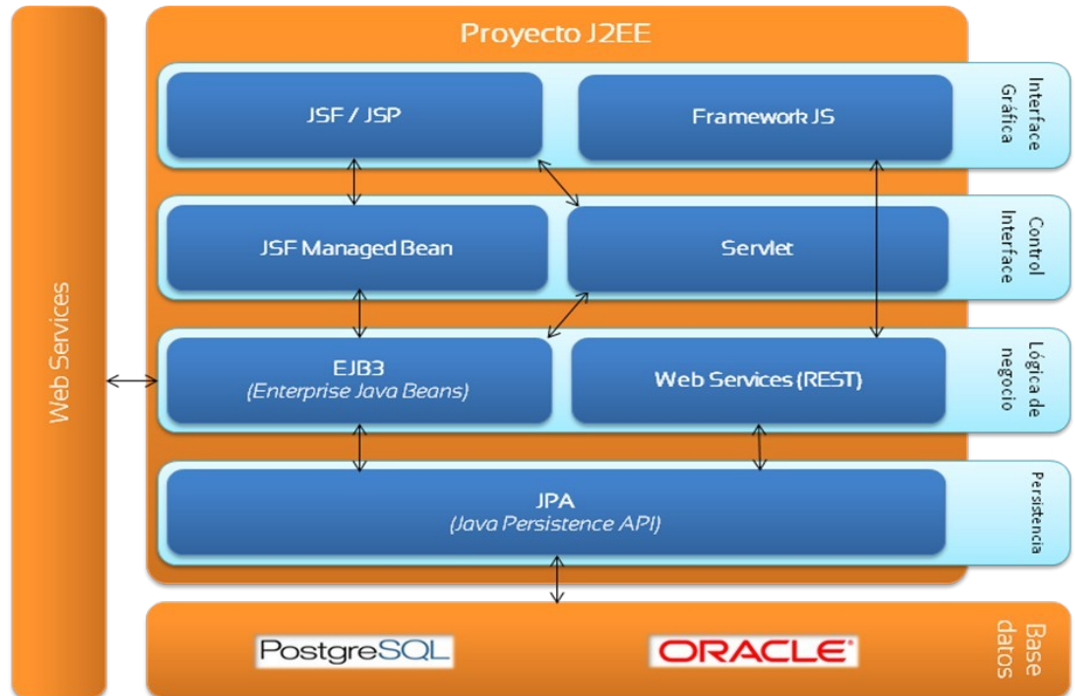 Proyecto J2EE
Web Services
JSF / JSP
Framework JS
Interface
Gráfica
JSF Managed Bean
Servlet
Control
Interface
EJB3
(Enterprise Java Beans)
Web Services (REST)
Lógica de
negocio
JPA
(Java Persistence API)
Persistencia
PostgreSQL
ORACLE®
Base
datos